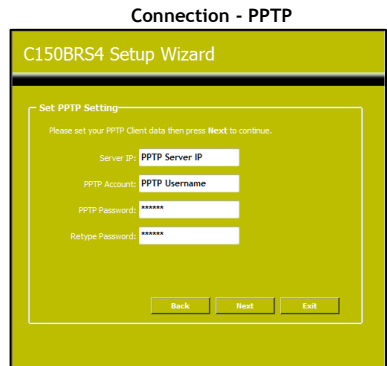 Connection - PPTP
C150BRS4 Setup Wizard
Set PPTP Setting
Please set your PPTP Client data then press Next to continue.
Server IP: PPTP Server IP
PPTP Account: PPTP Username
PPTP Password: ******
Retype Password: ******
Back Next Exit